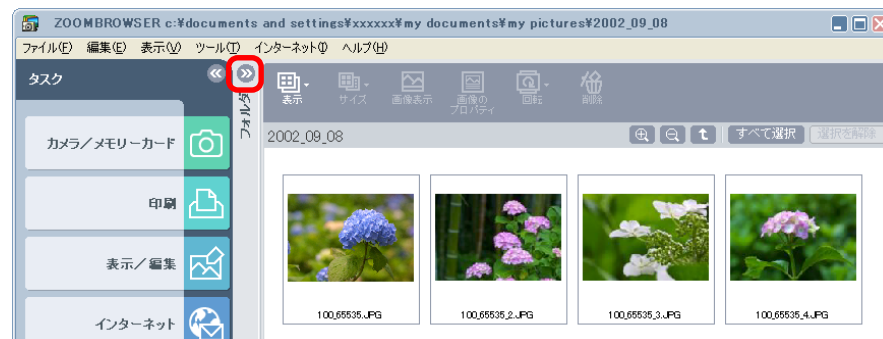 ZOOMBROWSER c:¥documents and settings¥xxxxxx¥my documents¥my pictures¥2002_09_08
ファイル(F) 編集(E) 表示(V) ツール(T) インターネット(I) ヘルプ(H)
タスク
フォルダ
表示 サイズ 画像表示 画像のプロパティ 回転 削除
2002_09_08 すべて選択 選択を解除
カメラ/メモリーカード
印刷
表示/編集
インターネット
100_65535.JPG 100_65535_2.JPG 100_65535_3.JPG 100_65535_4.JPG